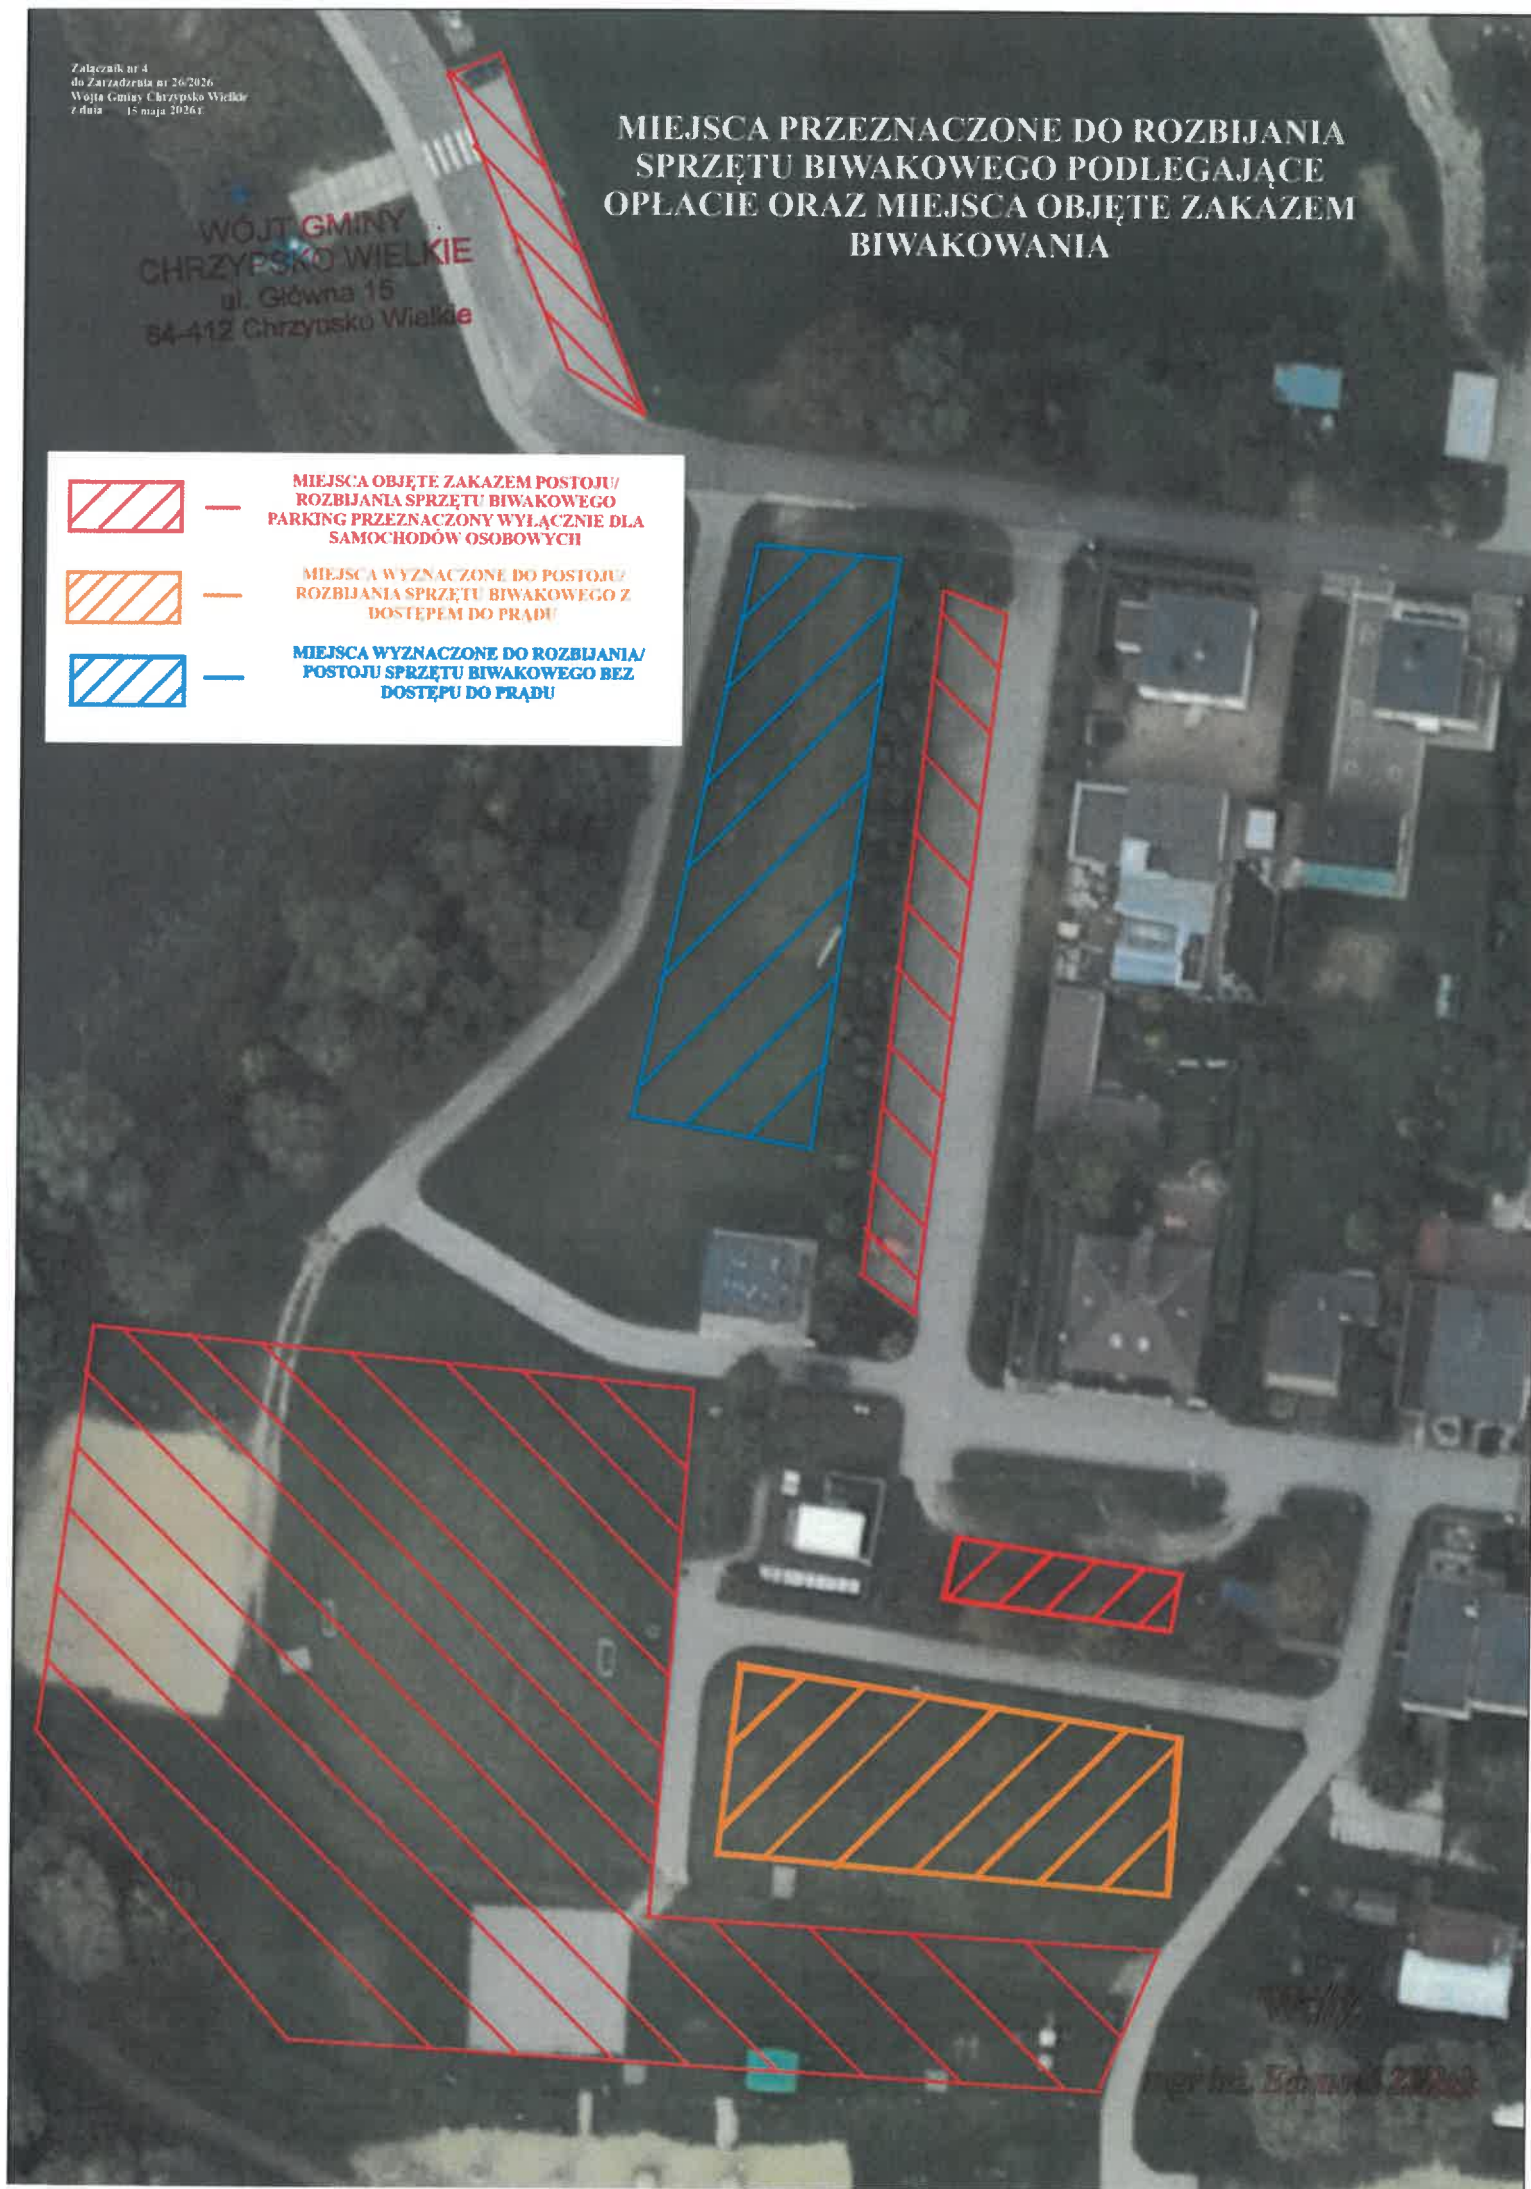 Załącznik nr 4
do Zarządzenia nr 26/2026
Wójta Gminy Chrzypsko Wielkie
z dnia 15 maja 2026 r.
MIEJSCA PRZEZNACZONE DO ROZBIJANIA
SPRZĘTU BIWAKOWEGO PODLEGAJĄCE
OPŁACIE ORAZ MIEJSCA OBJĘTE ZAKAZEM
BIWAKOWANIA
WÓJT GMINY
CHRZYPSKO WIELKIE
ul. Główna 15
64-412 Chrzypsko Wielkie
MIEJSCA OBJĘTE ZAKAZEM POSTOJU/
ROZBIJANIA SPRZĘTU BIWAKOWEGO
PARKING PRZEZNACZONY WYŁĄCZNIE DLA
SAMOCHODÓW OSOBOWYCH
MIEJSCA WYZNACZONE DO POSTOJU/
ROZBIJANIA SPRZĘTU BIWAKOWEGO Z
DOSTĘPEM DO PRĄDU
MIEJSCA WYZNACZONE DO ROZBIJANIA/
POSTOJU SPRZĘTU BIWAKOWEGO BEZ
DOSTĘPU DO PRĄDU
mgr inż.